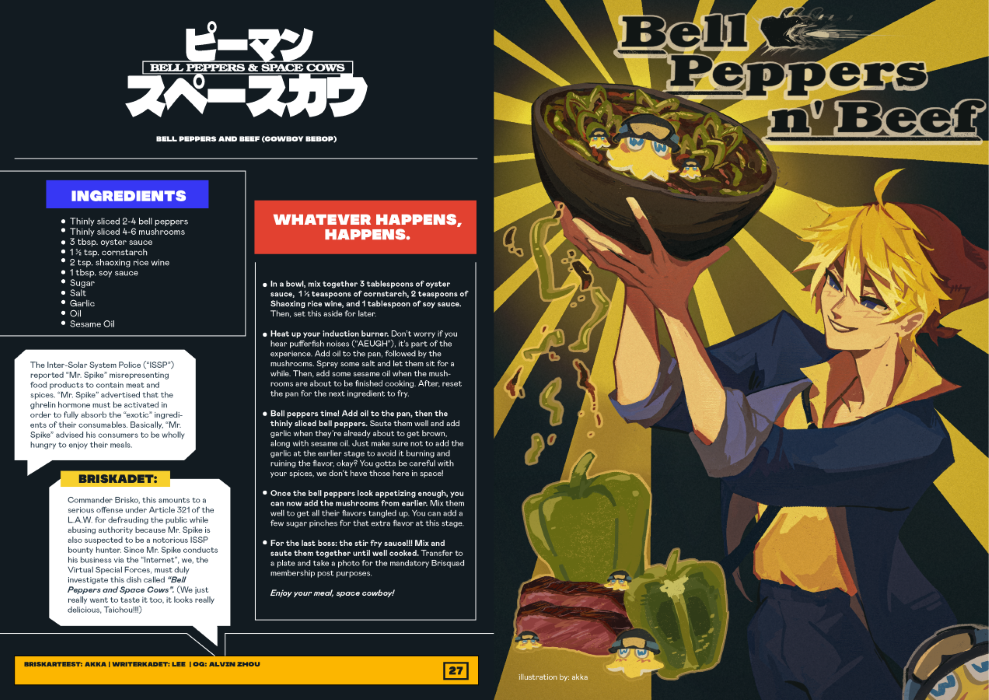 ピーマン
BELL PEPPERS & SPACE COWS
スペースカウ
BELL PEPPERS AND BEEF (COWBOY BEBOP)
INGREDIENTS
Thinly sliced 2-4 bell peppers
Thinly sliced 4-6 mushrooms
3 tbsp. oyster sauce
1 ½ tsp. cornstarch
2 tsp. shaoxing rice wine
1 tbsp. soy sauce
Sugar
Salt
Garlic
Oil
Sesame Oil
The Inter-Solar System Police ("ISSP")
reported "Mr. Spike" misrepresenting
food products to contain meat and
spices. "Mr. Spike" advertised that the
ghrelin hormone must be activated in
order to fully absorb the "exotic" ingredi-
ents of their consumables. Basically, "Mr.
Spike" advised his consumers to be wholly
hungry to enjoy their meals.
BRISKADET:
Commander Brisko, this amounts to a
serious offense under Article 321 of the
L.A.W. for defrauding the public while
abusing authority because Mr. Spike is
also suspected to be a notorious ISSP
bounty hunter. Since Mr. Spike conducts
his business via the "Internet", we, the
Virtual Special Forces, must duly
investigate this dish called "Bell
Peppers and Space Cows". (We just
really want to taste it too, it looks really
delicious, Taichou!!!)
WHATEVER HAPPENS,
HAPPENS.
In a bowl, mix together 3 tablespoons of oyster
sauce, 1 ½ teaspoons of cornstarch, 2 teaspoons of
Shaoxing rice wine, and 1 tablespoon of soy sauce.
Then, set this aside for later.
Heat up your induction burner. Don't worry if you
hear pufferfish noises ("AEUGH"), it's part of the
experience. Add oil to the pan, followed by the
mushrooms. Spray some salt and let them sit for a
while. Then, add some sesame oil when the mush-
rooms are about to be finished cooking. After, reset
the pan for the next ingredient to fry.
Bell peppers time! Add oil to the pan, then the
thinly sliced bell peppers. Saute them well and add
garlic when they're already about to get brown,
along with sesame oil. Just make sure not to add the
garlic at the earlier stage to avoid it burning and
ruining the flavor, okay? You gotta be careful with
your spices, we don't have those here in space!
Once the bell peppers look appetizing enough, you
can now add the mushrooms from earlier. Mix them
well to get all their flavors tangled up. You can add a
few sugar pinches for that extra flavor at this stage.
For the last boss: the stir fry sauce!!! Mix and
saute them together until well cooked. Transfer to
a plate and take a photo for the mandatory Brisquad
membership post purposes.
Enjoy your meal, space cowboy!
BRISKARTEEST: AKKA | WRITERKADET: LEE | OG: ALVIN ZHOU
27
Bell
Peppers
n' Beef
illustration by: akka